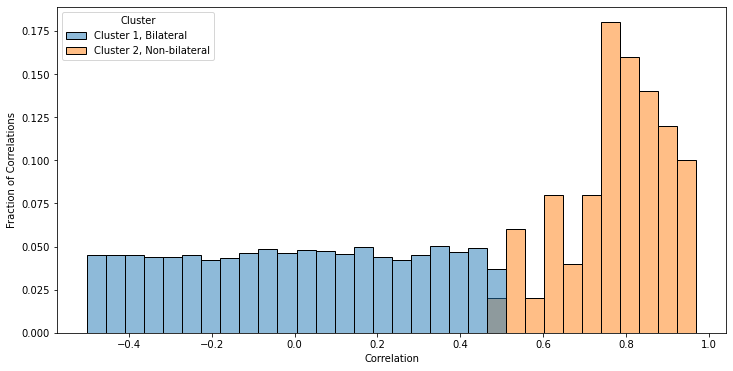 Cluster
Cluster 1, Bilateral
Cluster 2, Non-bilateral
Fraction of Correlations
0.175
0.150
0.125
0.100
0.075
0.050
0.025
0.000
−0.4 −0.2 0.0 0.2 0.4 0.6 0.8 1.0
Correlation